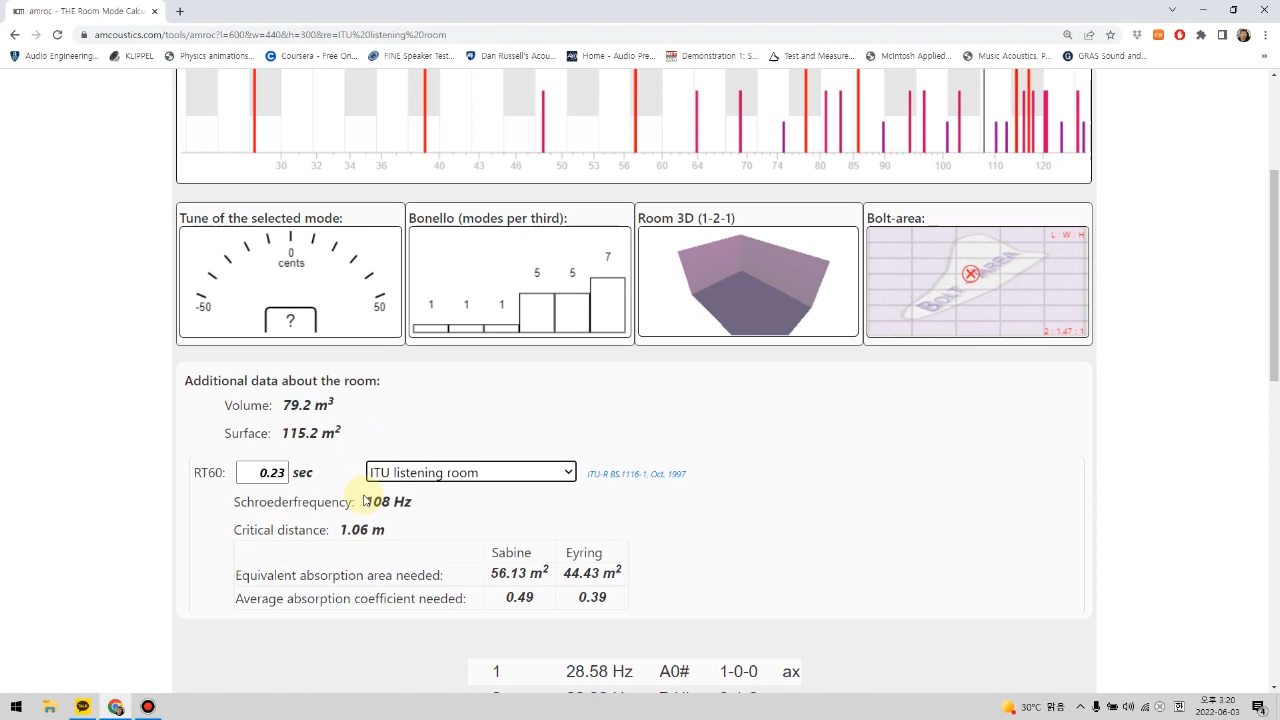 amroc - THE Room Mode Calcu
amcoustics.com/tools/amroc?l=600&w=440&h=300&re=ITU%20listening%20room
Audio Engineering... KLIPPEL Physics animations... Coursera - Free On... FINE Speaker Test... Dan Russell's Acou... Home - Audio Pre... Demonstration 1: S... Test and Measure... Mcintosh Applied... Music Acoustics, P... GRAS Sound and... »
30 32 34 36 40 43 46 50 53 56 60 64 70 74 80 85 90 100 110 120
Tune of the selected mode: Bonello (modes per third): Room 3D (1-2-1) Bolt-area:
0
cents
-50 50
?
1 1 1 5 5 7
L : W : H
BOLT AREA
2 : 1.47 : 1
Additional data about the room:
Volume: 79.2 m³
Surface: 115.2 m²
RT60: 0.23 sec ITU listening room ITU-R BS.1116-1, Oct. 1997
Schroederfrequency: 108 Hz
Critical distance: 1.06 m
Sabine Eyring
Equivalent absorption area needed: 56.13 m² 44.43 m²
Average absorption coefficient needed: 0.49 0.39
1 28.58 Hz A0# 1-0-0 ax
TALK
30°C 맑음 오후 3:20
2022-06-03